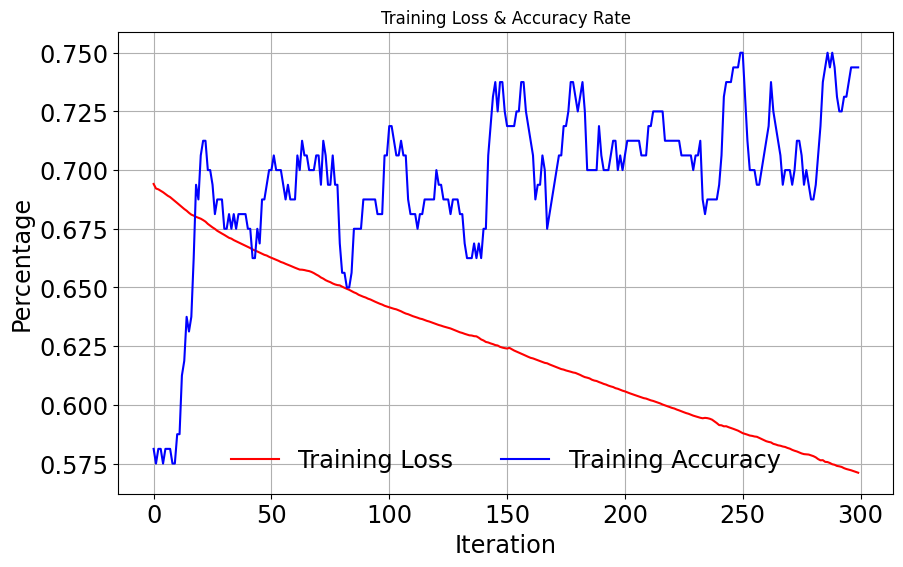 Training Loss & Accuracy Rate
0.750
0.725
0.700
0.675
0.650
0.625
0.600
0.575
Percentage
Training Loss
Training Accuracy
0 50 100 150 200 250 300
Iteration